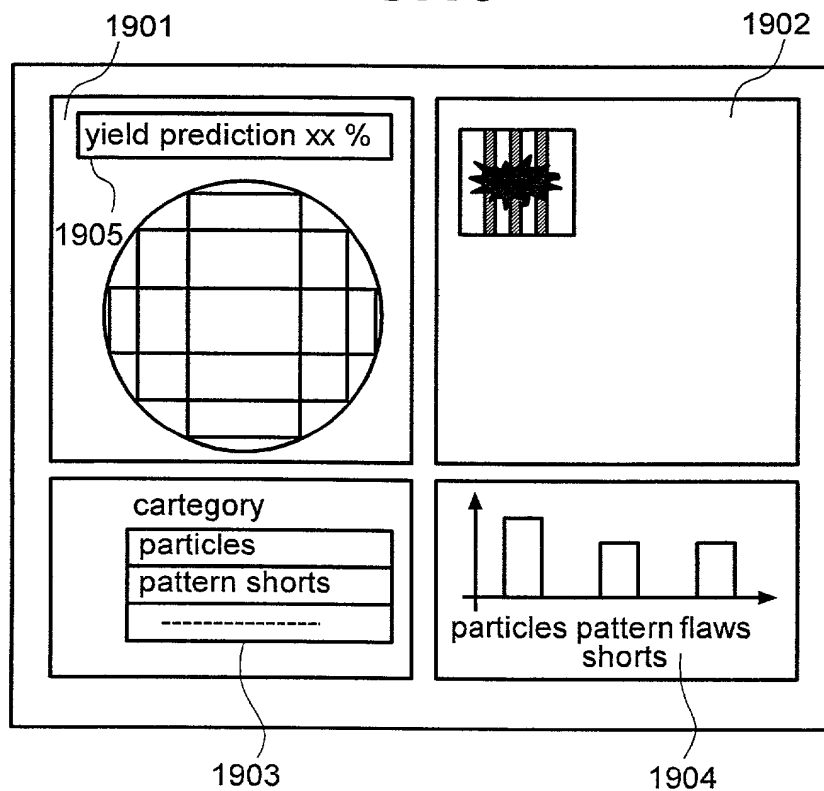 1901
1902
yield prediction xx %
1905
cartegory
particles
pattern shorts
particles pattern flaws
shorts
1903
1904